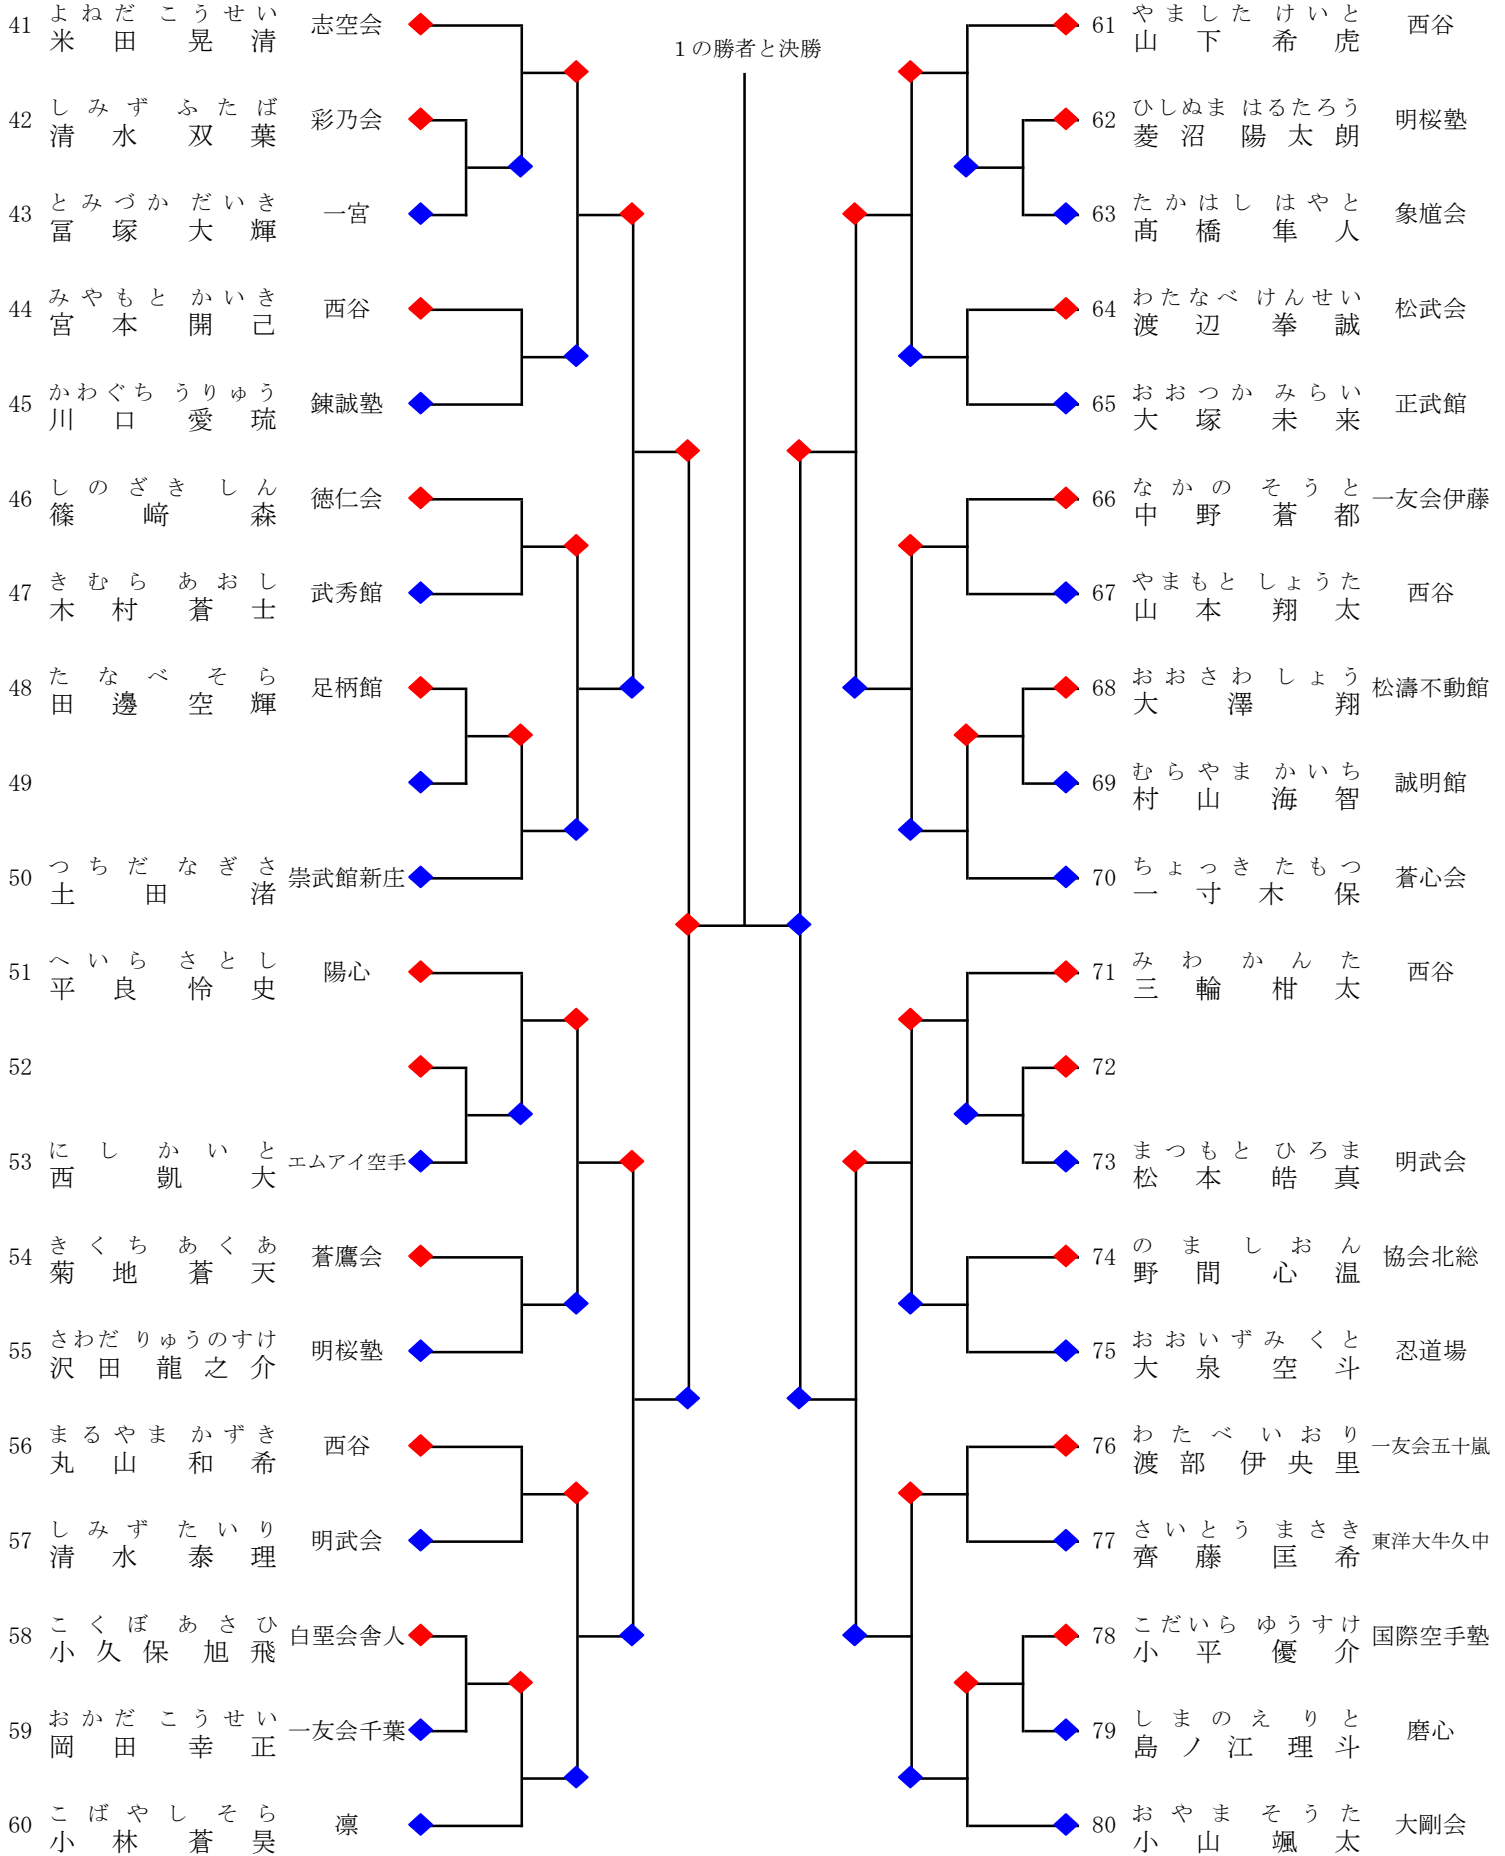 １の勝者と決勝
よねだ こうせい
41 米田晃清 志空会
しみず ふたば
42 清水双葉 彩乃会
とみづか だいき
43 冨塚大輝 一宮
みやもと かいき
44 宮本開己 西谷
かわぐち うりゅう
45 川口愛琉 錬誠塾
しのざき しん
46 篠﨑森 徳仁会
きむら あおし
47 木村蒼士 武秀館
たなべ そら
48 田邊空輝 足柄館
49
つちだ なぎさ
50 土田渚 崇武館新庄
へいら さとし
51 平良怜史 陽心
52
にし かいと
53 西凱大 エムアイ空手
きくち あくあ
54 菊地蒼天 蒼鷹会
さわだ りゅうのすけ
55 沢田龍之介 明桜塾
まるやま かずき
56 丸山和希 西谷
しみず たいり
57 清水泰理 明武会
こくぼ あさひ
58 小久保旭飛 白堊会舎人
おかだ こうせい
59 岡田幸正 一友会千葉
こばやし そら
60 小林蒼昊 凛
やました けいと
61 山下希虎 西谷
ひしぬま はるたろう
62 菱沼陽太朗 明桜塾
たかはし はやと
63 髙橋隼人 象馗会
わたなべ けんせい
64 渡辺拳誠 松武会
おおつか みらい
65 大塚未来 正武館
なかの そうと
66 中野蒼都 一友会伊藤
やまもと しょうた
67 山本翔太 西谷
おおさわ しょう
68 大澤翔 松濤不動館
むらやま かいち
69 村山海智 誠明館
ちょっき たもつ
70 一寸木保 蒼心会
みわ かんた
71 三輪柑太 西谷
72
まつもと ひろま
73 松本皓真 明武会
のま しおん
74 野間心温 協会北総
おおいずみ くと
75 大泉空斗 忍道場
わたべ いおり
76 渡部伊央里 一友会五十嵐
さいとう まさき
77 齊藤匡希 東洋大牛久中
こだいら ゆうすけ
78 小平優介 国際空手塾
しまのえ りと
79 島ノ江理斗 磨心
おやま そうた
80 小山颯太 大剛会